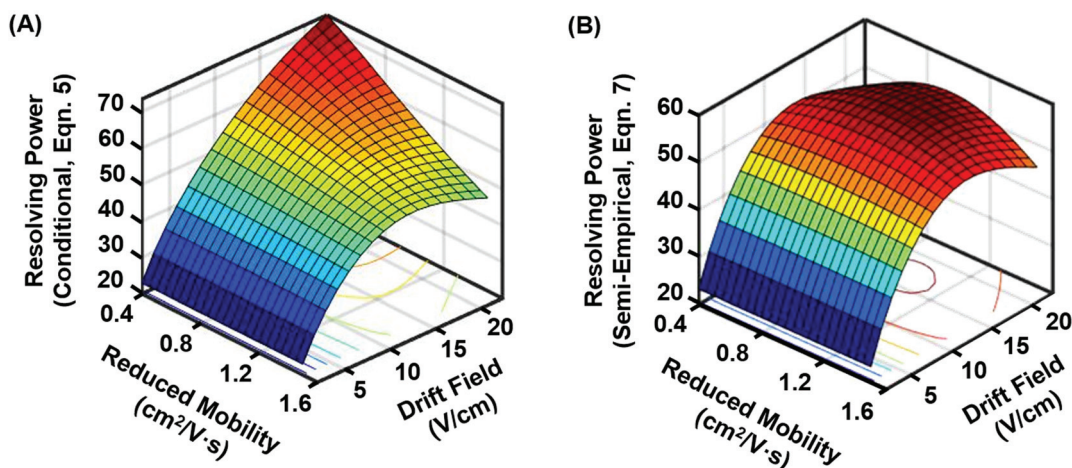 (A)
Resolving Power
(Conditional, Eqn. 5)
70
60
50
40
30
20
0.4
0.8
1.2
1.6
Reduced Mobility
(cm²/V·s)
5
10
15
20
Drift Field
(V/cm)
(B)
Resolving Power
(Semi-Empirical, Eqn. 7)
60
50
40
30
20
0.4
0.8
1.2
1.6
Reduced Mobility
(cm²/V·s)
5
10
15
20
Drift Field
(V/cm)